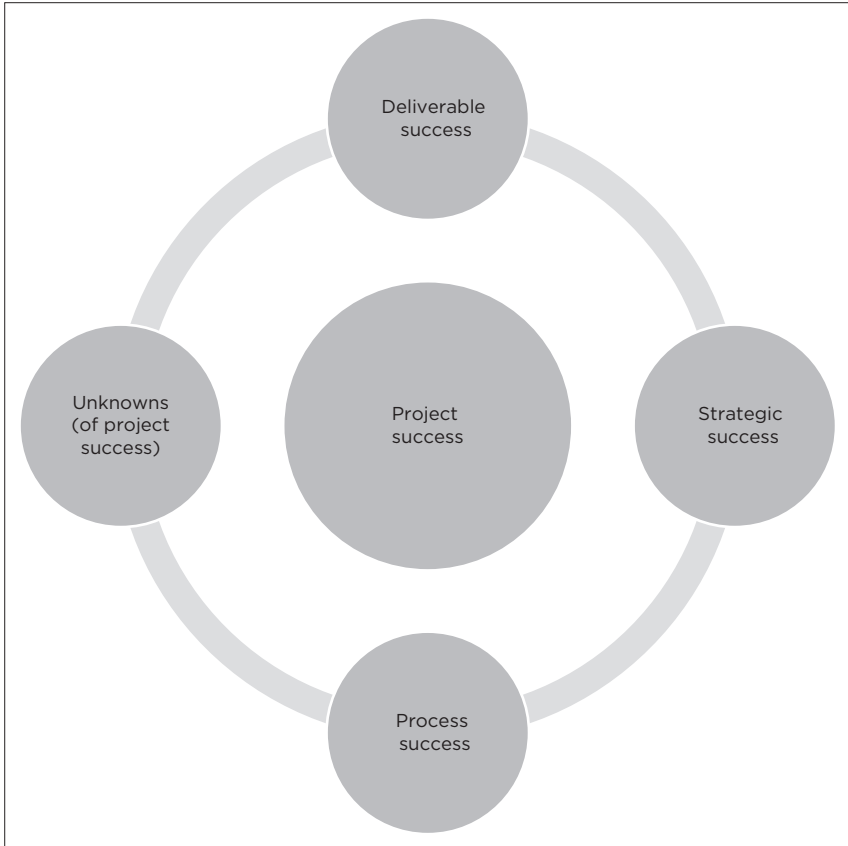 Deliverable
success
Unknowns
(of project
success)
Project
success
Strategic
success
Process
success